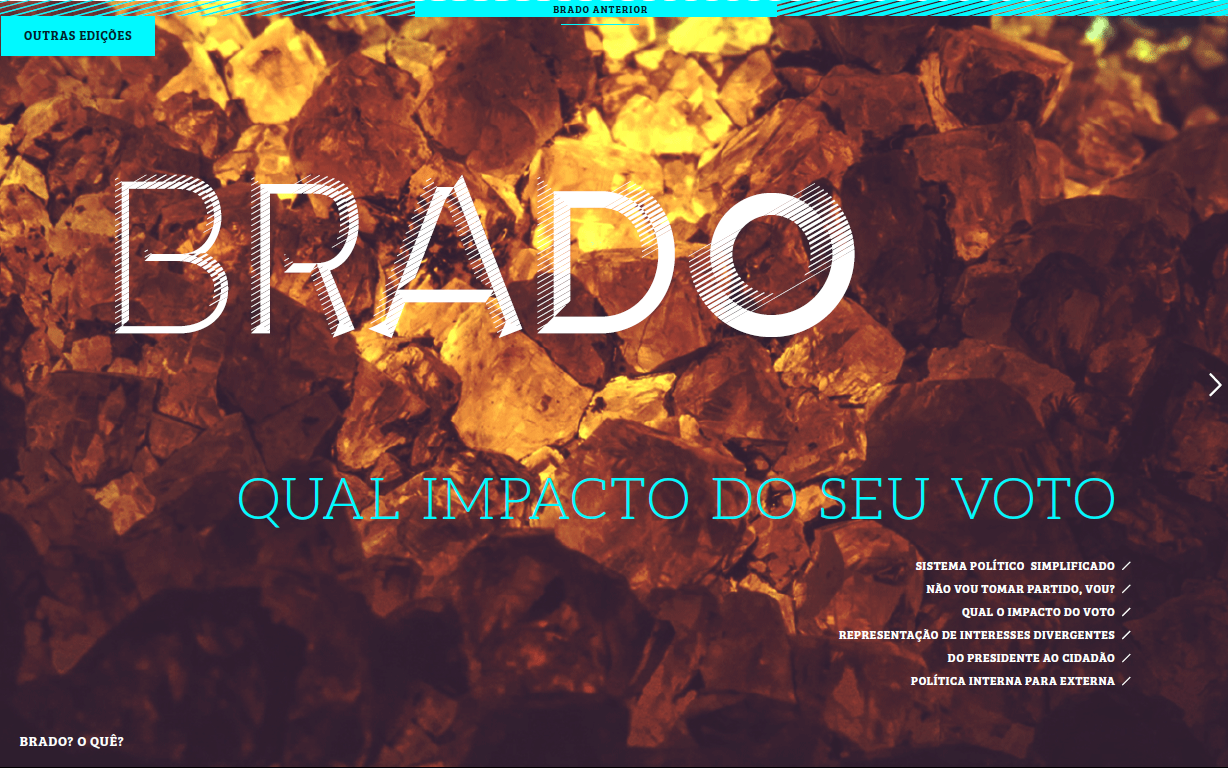 BRADO ANTERIOR
OUTRAS EDIÇÕES
BRADO
QUAL IMPACTO DO SEU VOTO
SISTEMA POLÍTICO SIMPLIFICADO
NÃO VOU TOMAR PARTIDO, VOU?
QUAL O IMPACTO DO VOTO
REPRESENTAÇÃO DE INTERESSES DIVERGENTES
DO PRESIDENTE AO CIDADÃO
POLÍTICA INTERNA PARA EXTERNA
BRADO? O QUÊ?